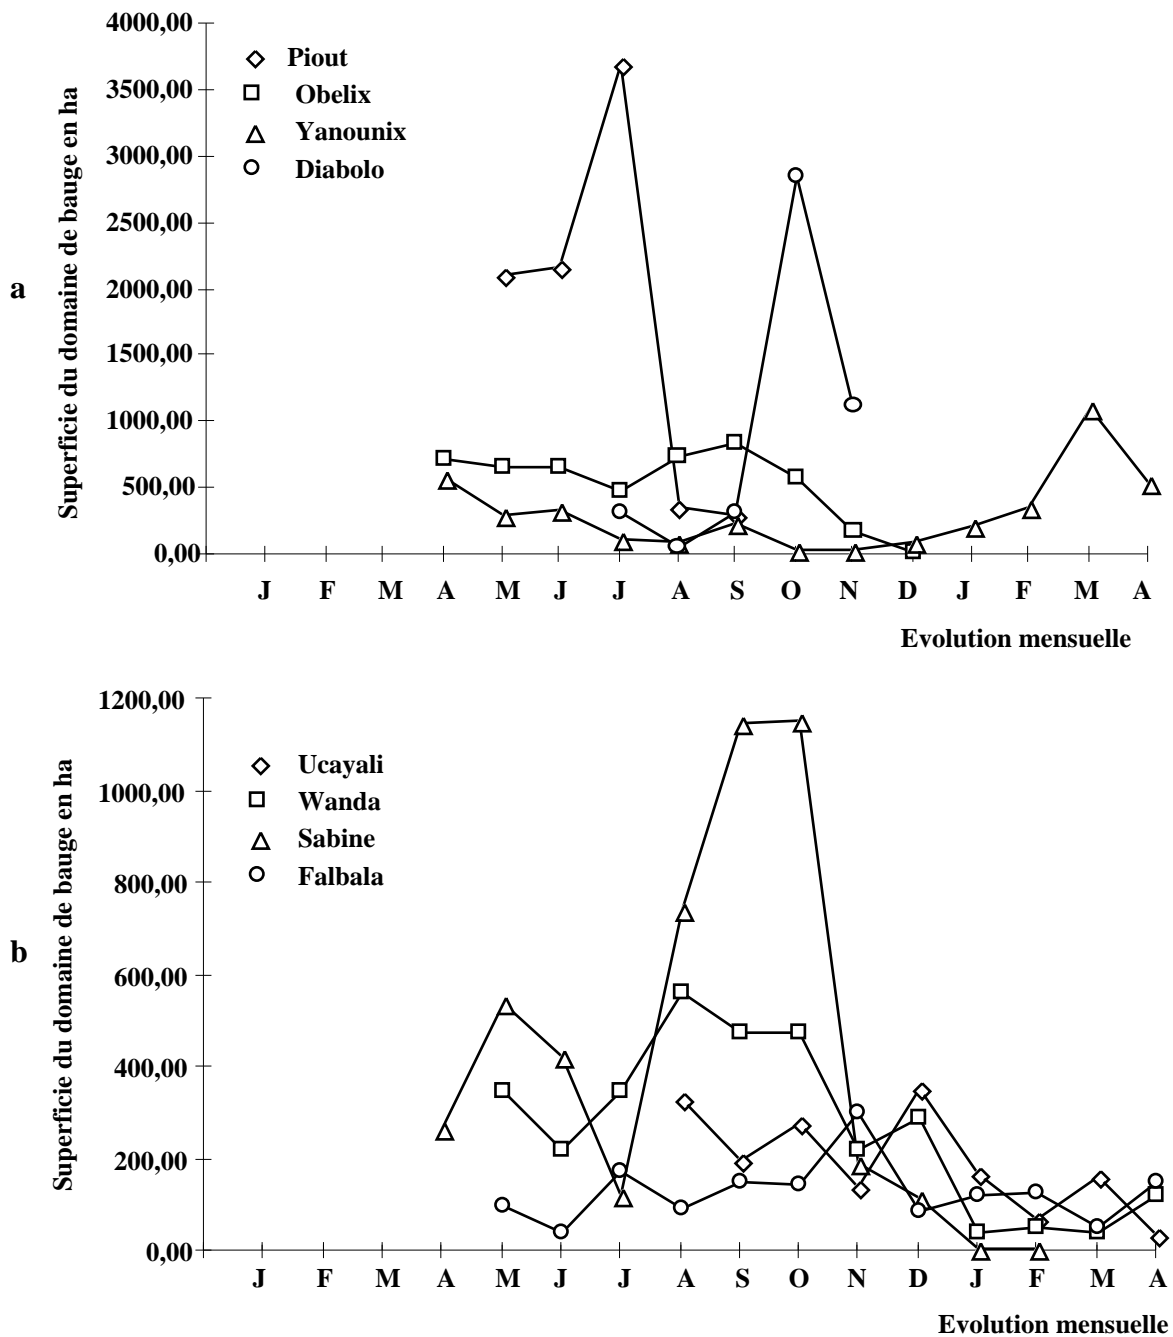 4000,00
3500,00
3000,00
2500,00
2000,00
1500,00
1000,00
500,00
0,00
Superficie du domaine de bauge en ha
a
Piout
Obelix
Yanounix
Diabolo
J F M A M J J A S O N D J F M A
Evolution mensuelle
1200,00
1000,00
800,00
600,00
400,00
200,00
0,00
Superficie du domaine de bauge en ha
b
Ucayali
Wanda
Sabine
Falbala
J F M A M J J A S O N D J F M A
Evolution mensuelle